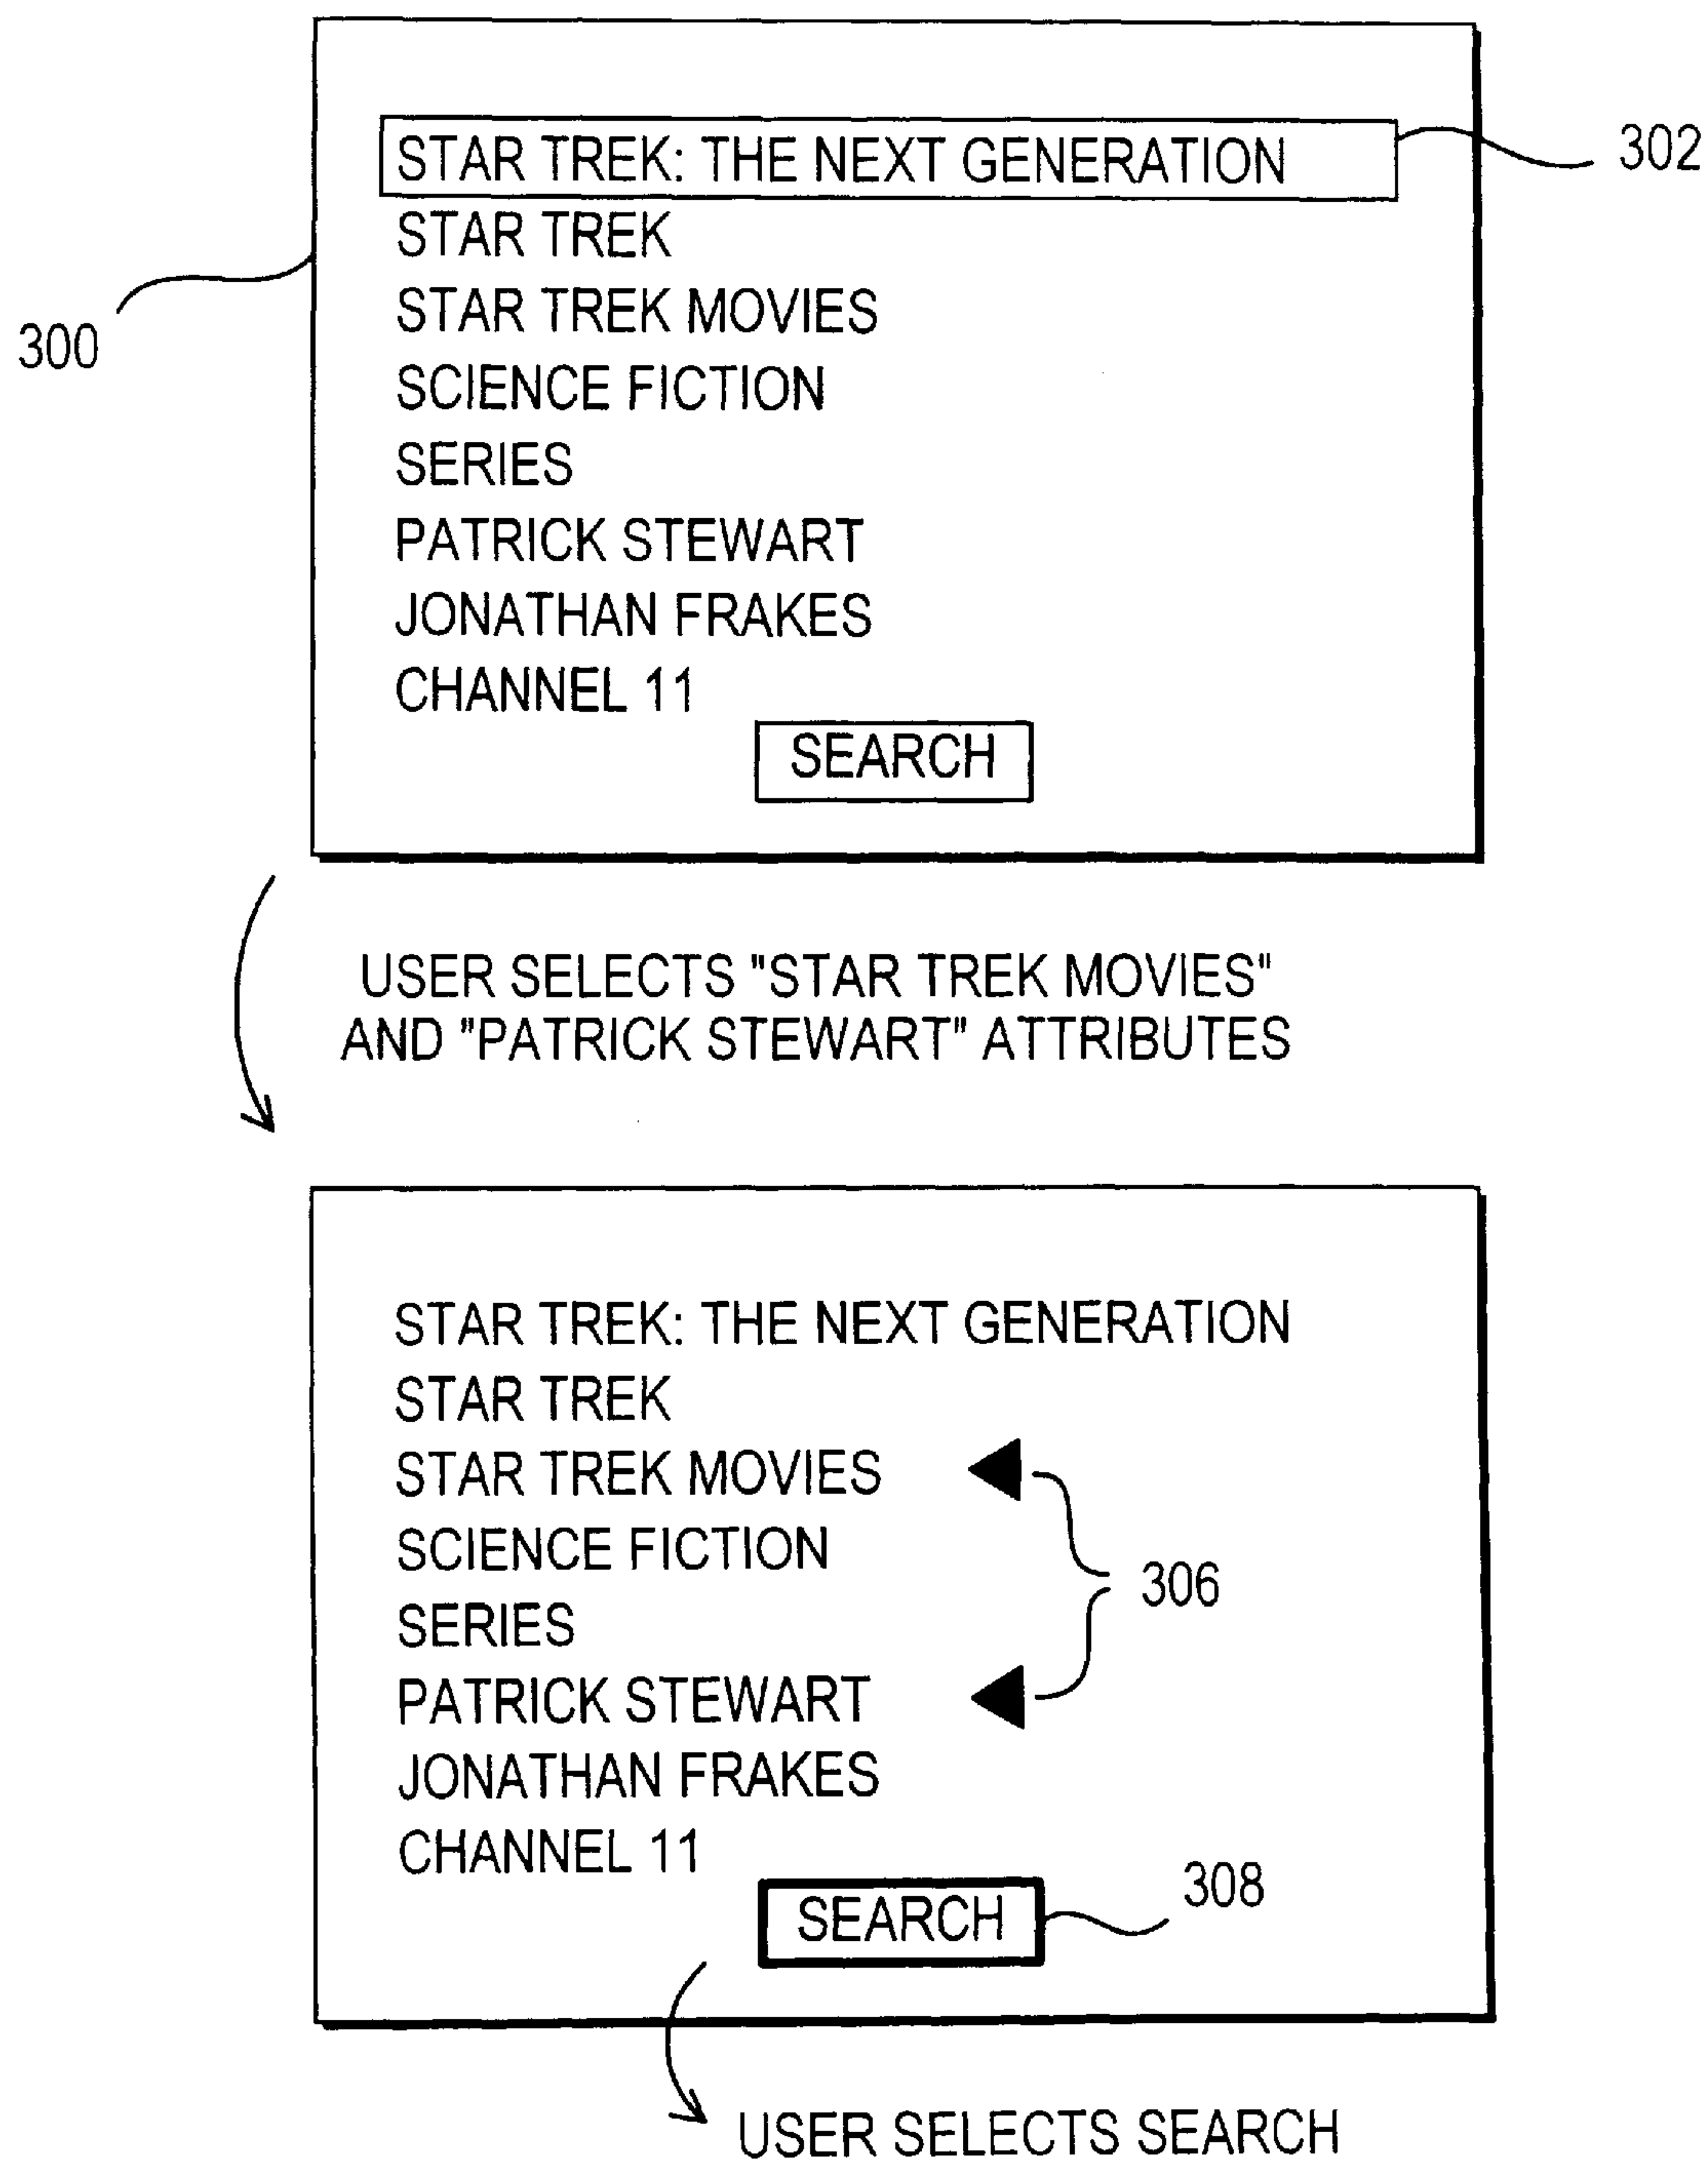 STAR TREK: THE NEXT GENERATION
302
STAR TREK
STAR TREK MOVIES
300
SCIENCE FICTION
SERIES
PATRICK STEWART
JONATHAN FRAKES
CHANNEL 11
SEARCH
USER SELECTS "STAR TREK MOVIES"
AND "PATRICK STEWART" ATTRIBUTES
STAR TREK: THE NEXT GENERATION
STAR TREK
STAR TREK MOVIES
SCIENCE FICTION
306
SERIES
PATRICK STEWART
JONATHAN FRAKES
CHANNEL 11
308
SEARCH
USER SELECTS SEARCH